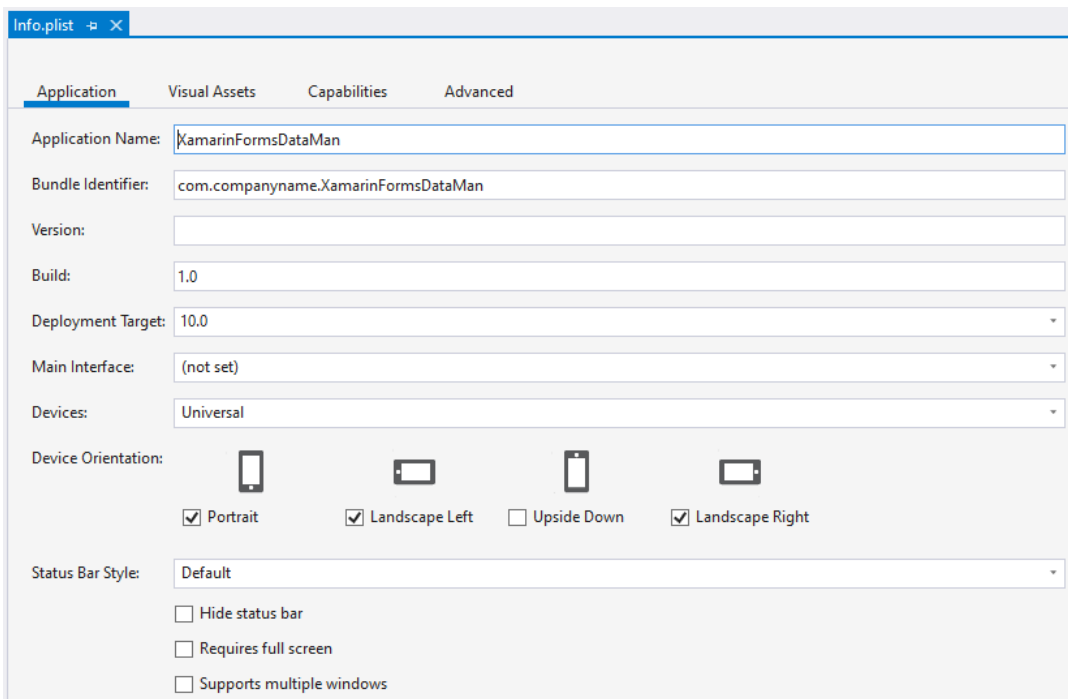 Info.plist
Application Visual Assets Capabilities Advanced
Application Name: XamarinFormsDataMan
Bundle Identifier: com.companyname.XamarinFormsDataMan
Version:
Build: 1.0
Deployment Target: 10.0
Main Interface: (not set)
Devices: Universal
Device Orientation:
Portrait Landscape Left Upside Down Landscape Right
Status Bar Style: Default
Hide status bar
Requires full screen
Supports multiple windows